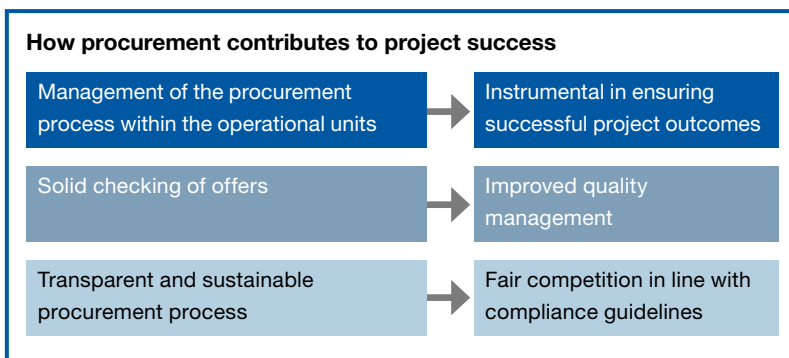 How procurement contributes to project success
Management of the procurement
process within the operational units
Instrumental in ensuring
successful project outcomes
Solid checking of offers
Improved quality
management
Transparent and sustainable
procurement process
Fair competition in line with
compliance guidelines